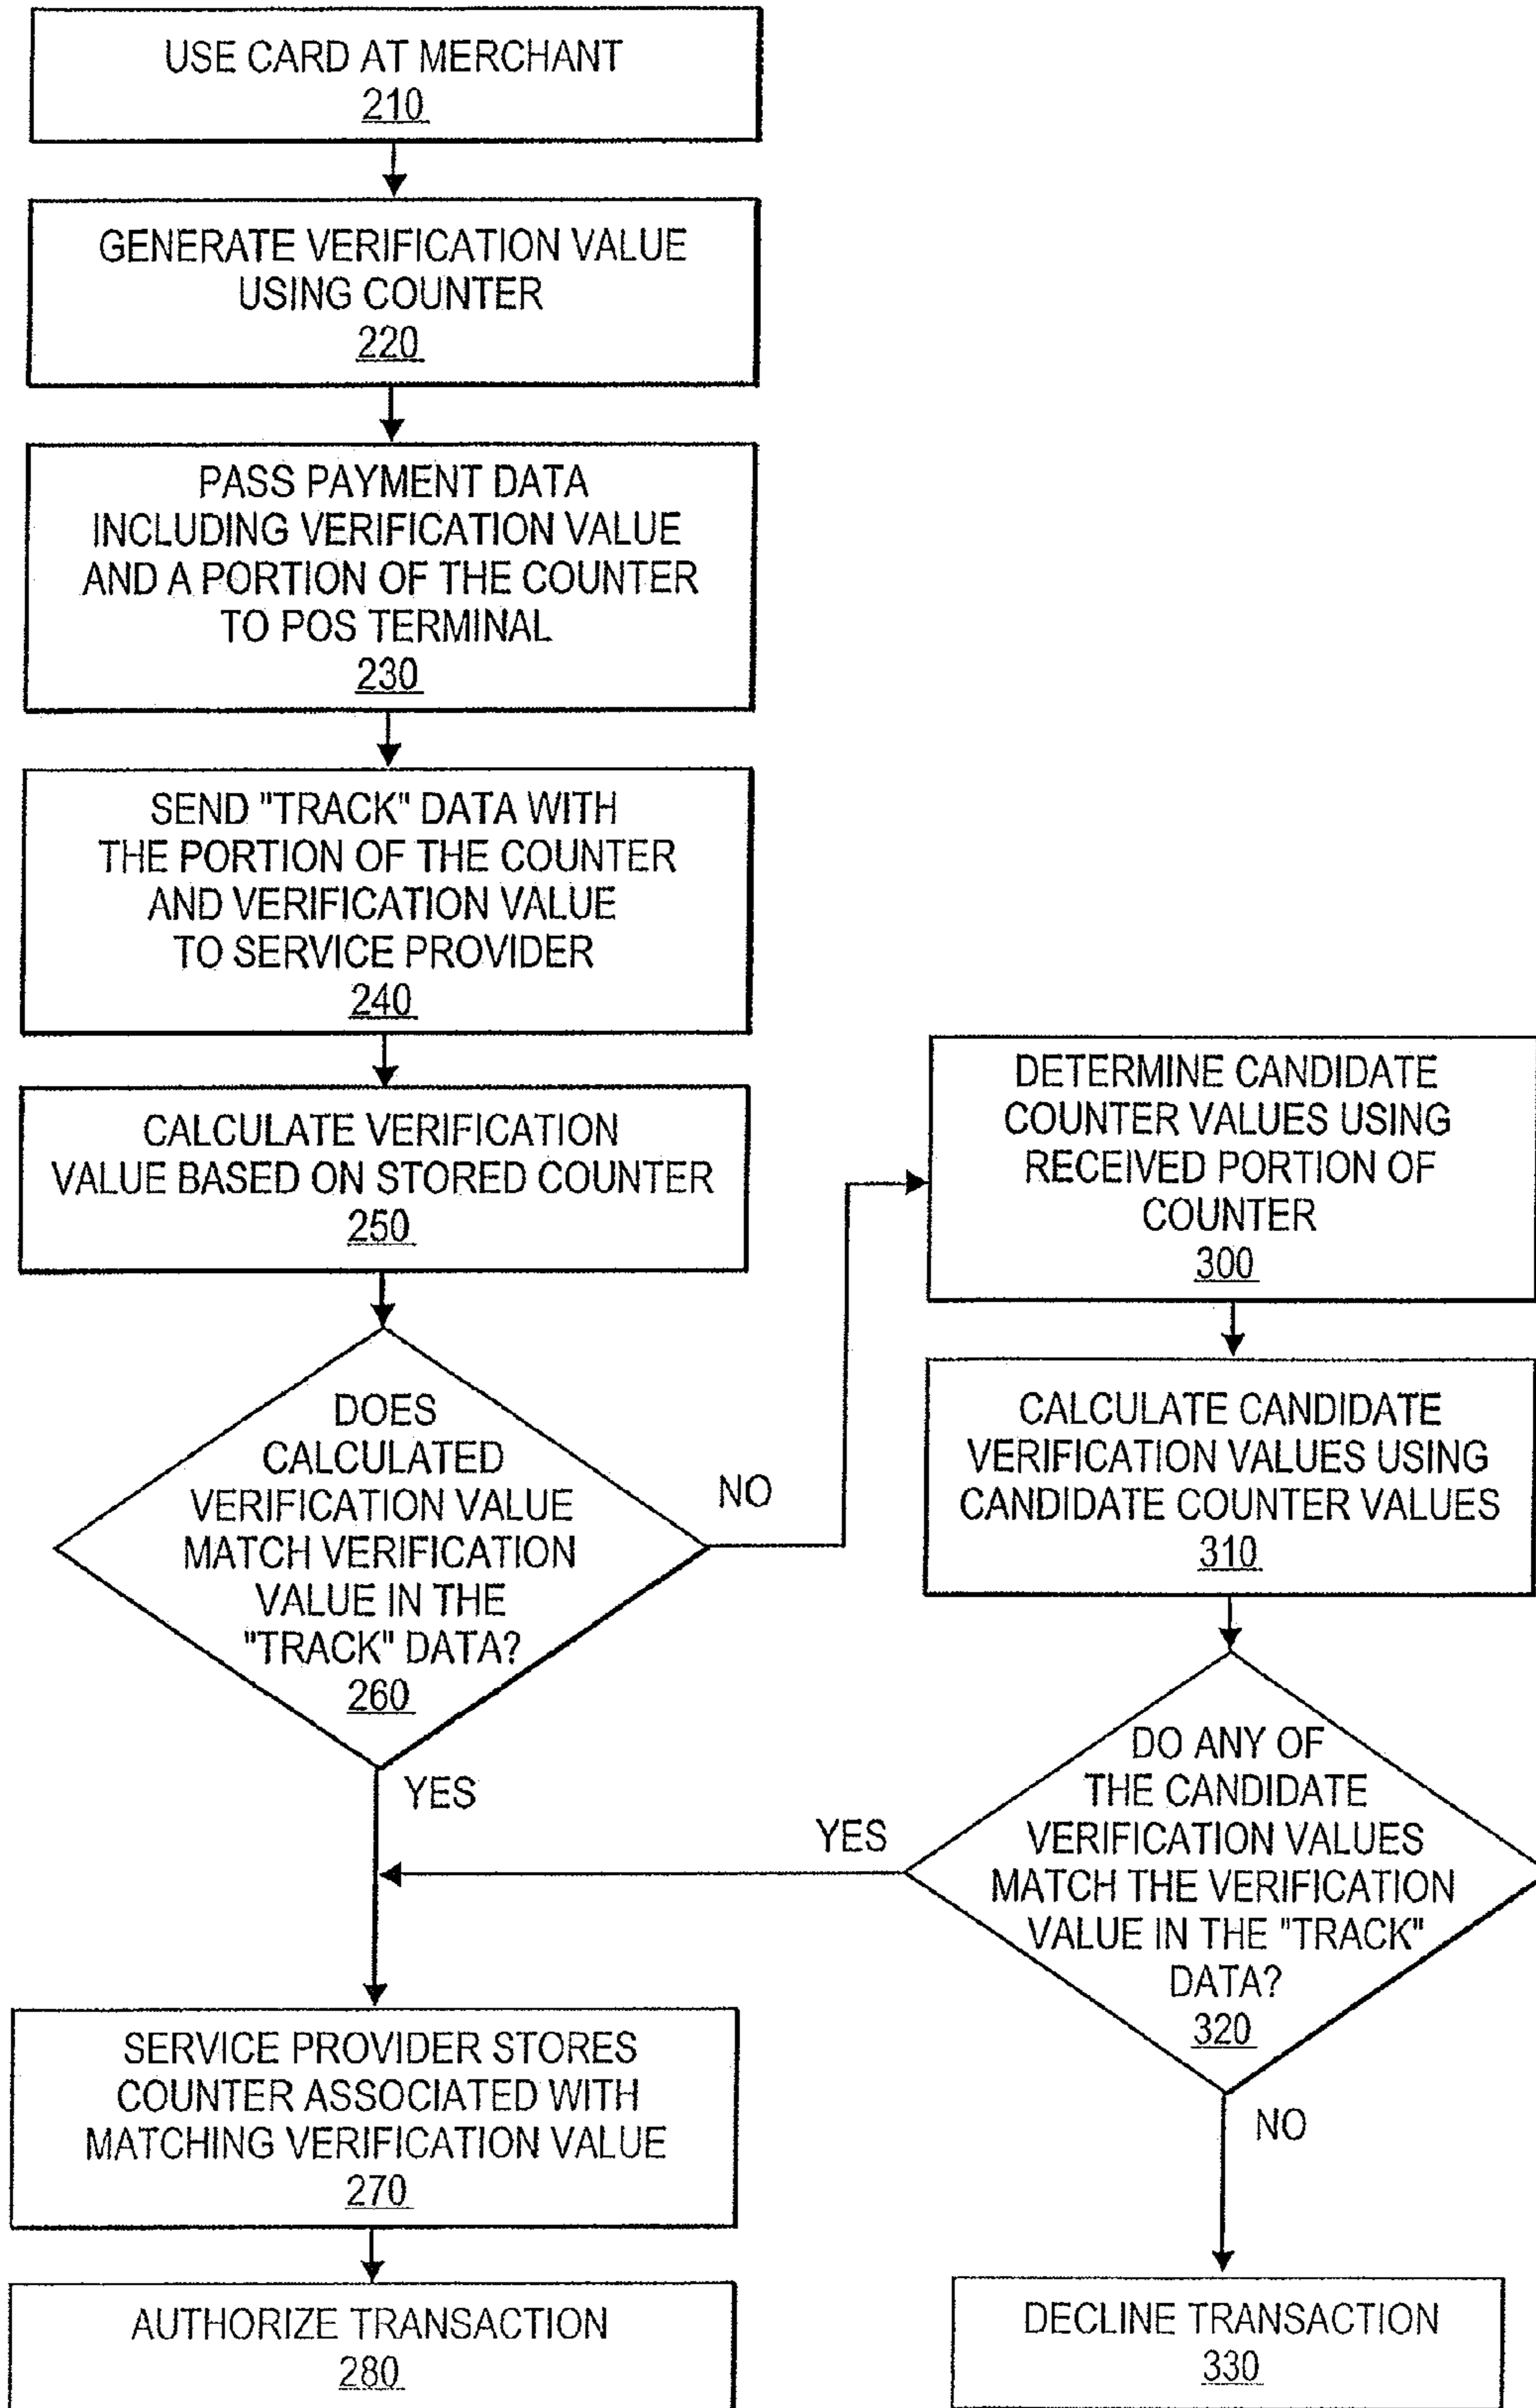 USE CARD AT MERCHANT
210
GENERATE VERIFICATION VALUE
USING COUNTER
220
PASS PAYMENT DATA
INCLUDING VERIFICATION VALUE
AND A PORTION OF THE COUNTER
TO POS TERMINAL
230
SEND "TRACK" DATA WITH
THE PORTION OF THE COUNTER
AND VERIFICATION VALUE
TO SERVICE PROVIDER
240
CALCULATE VERIFICATION
VALUE BASED ON STORED COUNTER
250
DOES
CALCULATED
VERIFICATION VALUE
MATCH VERIFICATION
VALUE IN THE
"TRACK" DATA?
260
NO
YES
DETERMINE CANDIDATE
COUNTER VALUES USING
RECEIVED PORTION OF
COUNTER
300
CALCULATE CANDIDATE
VERIFICATION VALUES USING
CANDIDATE COUNTER VALUES
310
DO ANY OF
THE CANDIDATE
VERIFICATION VALUES
MATCH THE VERIFICATION
VALUE IN THE "TRACK"
DATA?
320
YES
NO
SERVICE PROVIDER STORES
COUNTER ASSOCIATED WITH
MATCHING VERIFICATION VALUE
270
AUTHORIZE TRANSACTION
280
DECLINE TRANSACTION
330